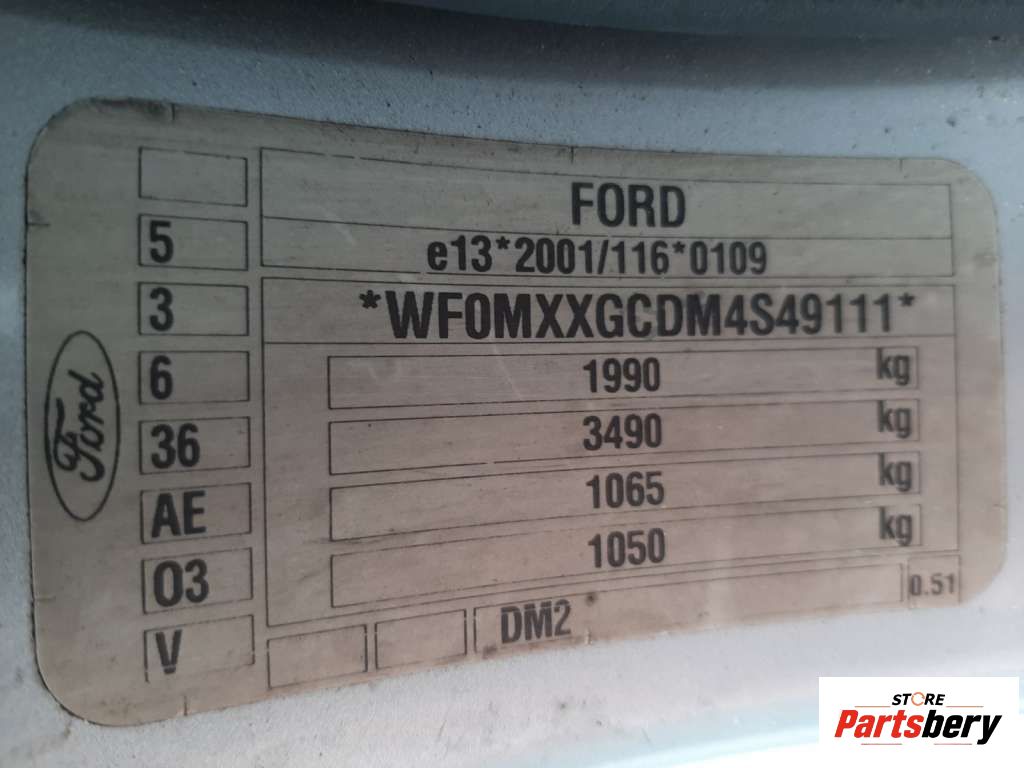 FORD
5
e13*2001/116*0109
3
*WF0MXXGCDM4S49111*
6
1990 kg
36
3490 kg
AE
1065 kg
O3
1050 kg
V
DM2
0.51
Ford
STORE
Partsbery